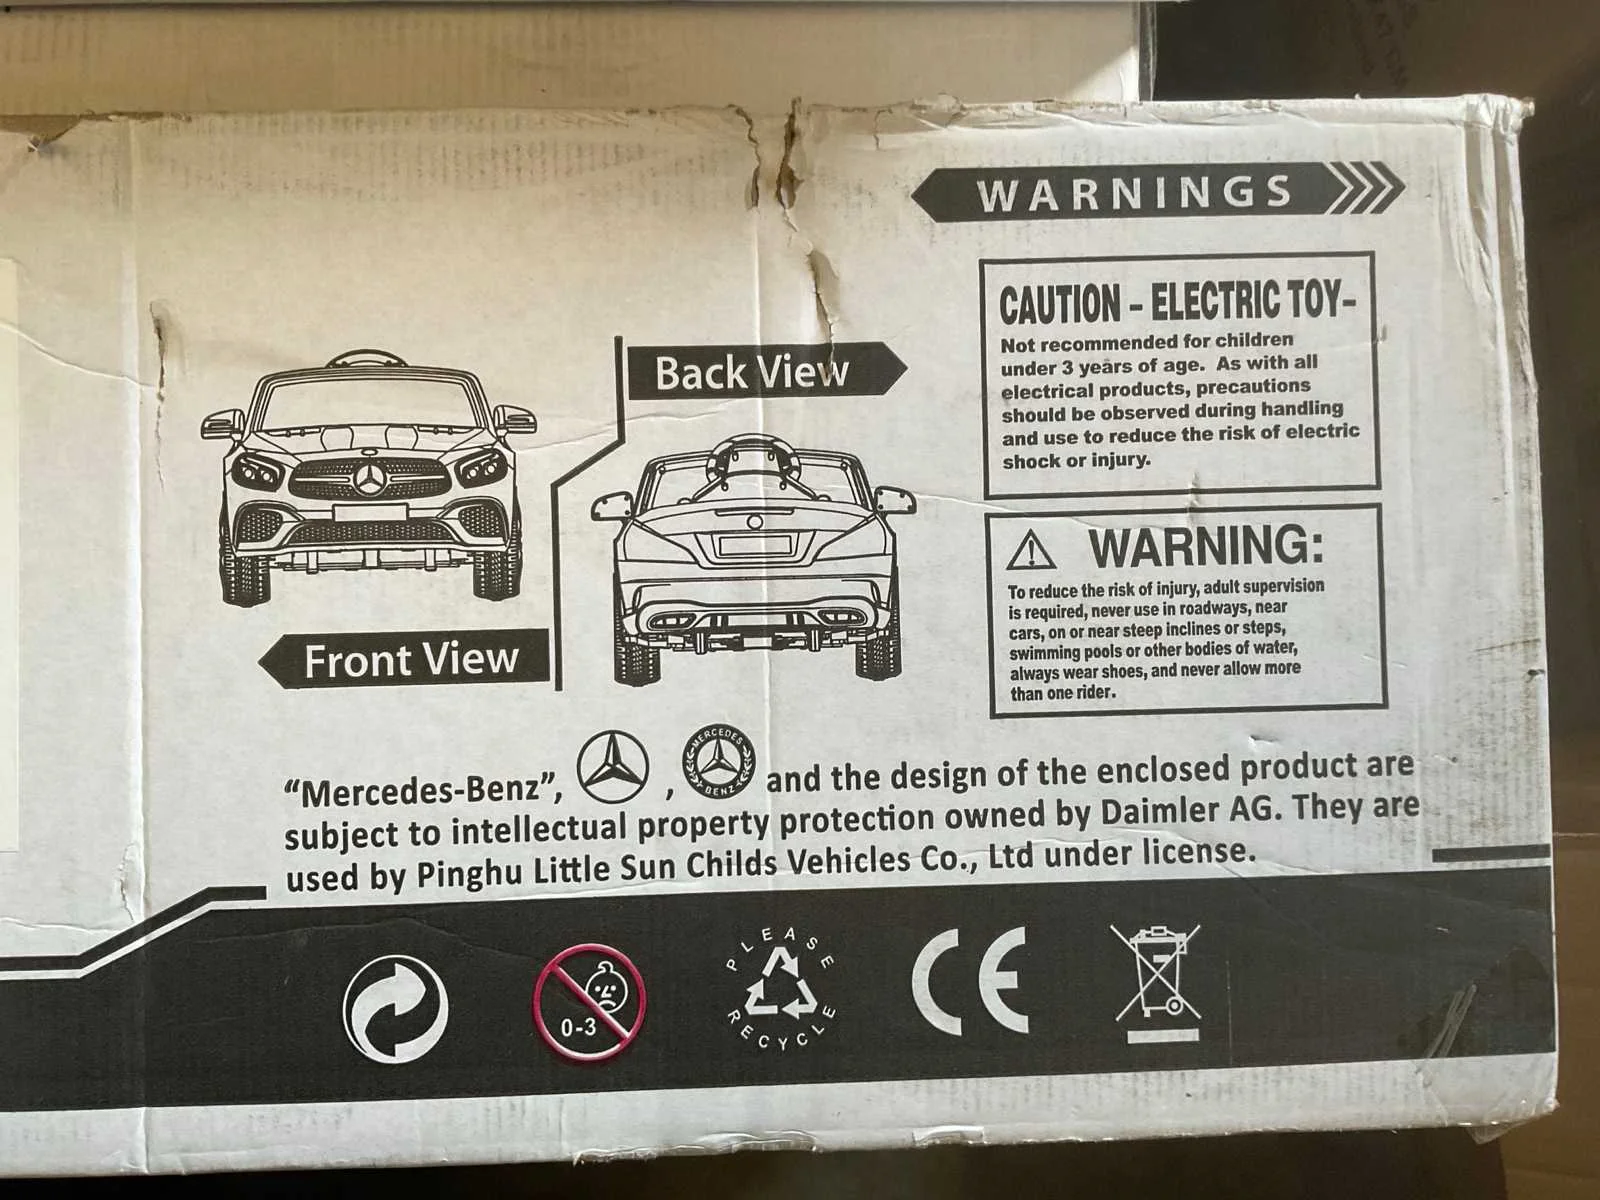 WARNINGS
CAUTION - ELECTRIC TOY-
Not recommended for children
under 3 years of age. As with all
electrical products, precautions
should be observed during handling
and use to reduce the risk of electric
shock or injury.
Back View
WARNING:
To reduce the risk of injury, adult supervision
is required, never use in roadways, near
cars, on or near steep inclines or steps,
swimming pools or other bodies of water,
always wear shoes, and never allow more
than one rider.
Front View
MERCEDES
BENZ
“Mercedes-Benz”, , and the design of the enclosed product are
subject to intellectual property protection owned by Daimler AG. They are
used by Pinghu Little Sun Childs Vehicles Co., Ltd under license.
0-3
PLEASE
RECYCLE
CE